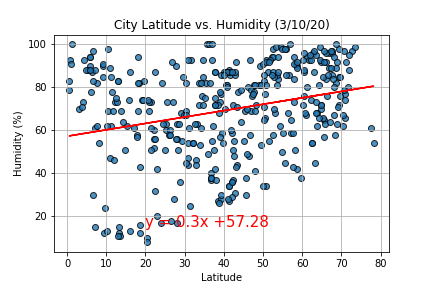 City Latitude vs. Humidity (3/10/20)
100
80
60
40
20
Humidity (%)
y = 0.3x +57.28
0 10 20 30 40 50 60 70 80
Latitude